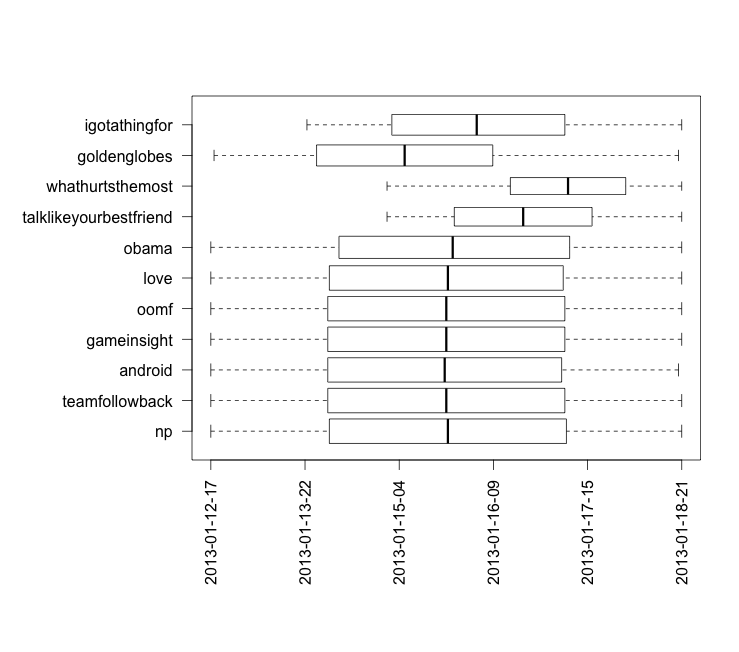 igotathingfor
goldenglobes
whathurtsthemost
talklikeyourbestfriend
obama
love
oomf
gameinsight
android
teamfollowback
np
2013-01-12-17
2013-01-13-22
2013-01-15-04
2013-01-16-09
2013-01-17-15
2013-01-18-21